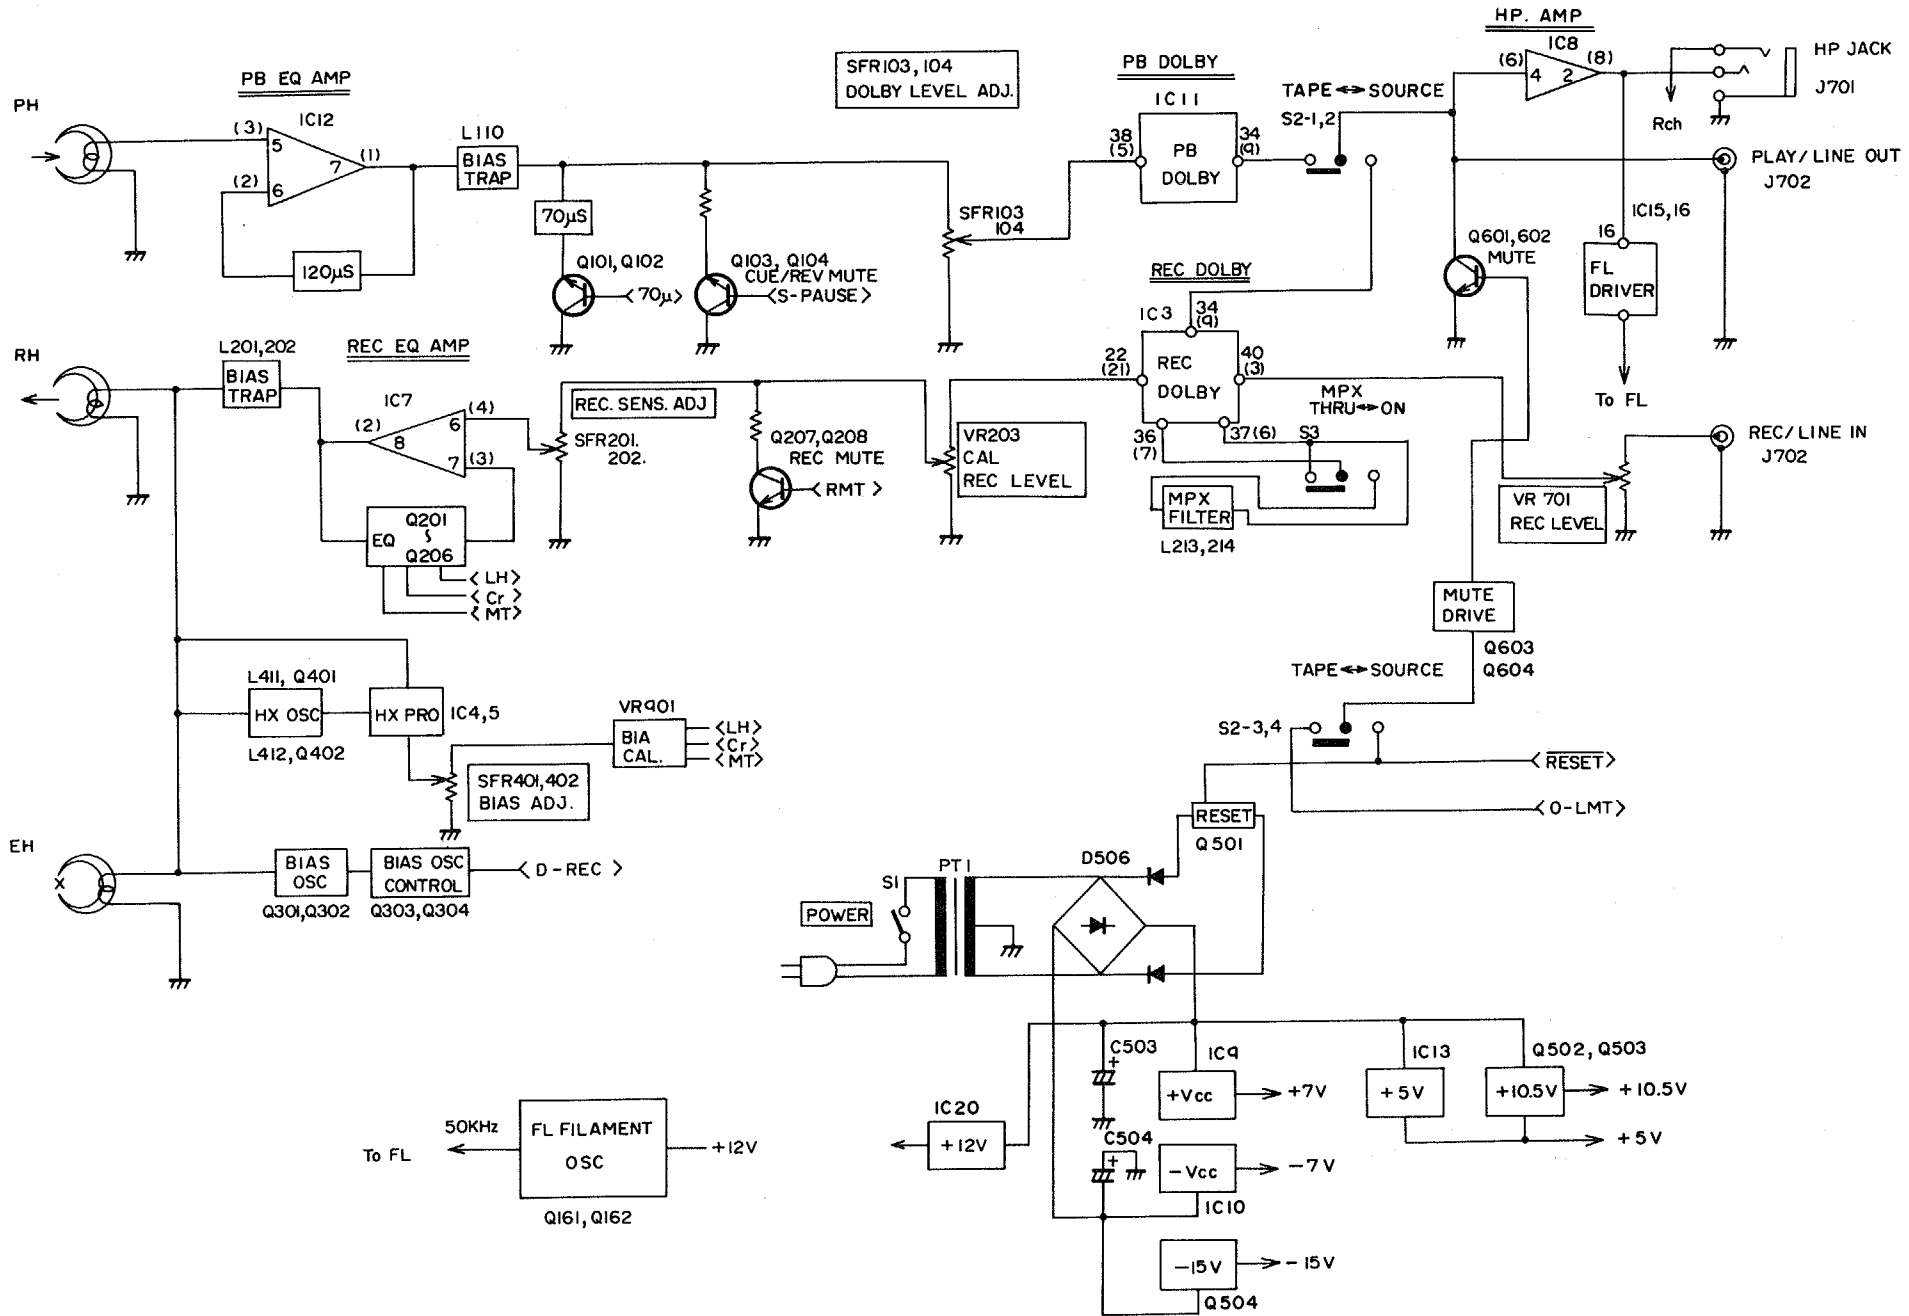 HP. AMP
IC8
(6)
4
2
(8)
HP JACK
J701
Rch
PB EQ AMP
PH
IC12
(3)
5
(1)
7
(2)
6
120µS
L110
BIAS
TRAP
70µS
Q101, Q102
<70µ>
Q103, Q104
CUE/REV MUTE
<S-PAUSE>
SFR103, 104
DOLBY LEVEL ADJ.
SFR103
104
PB DOLBY
IC11
38
(5)
PB
DOLBY
34
(9)
TAPE↔SOURCE
S2-1,2
PLAY/LINE OUT
J702
IC15,16
16
FL
DRIVER
To FL
Q601,602
MUTE
REC DOLBY
IC3
34
(9)
22
(21)
REC
DOLBY
40
(3)
36
(7)
37(6)
MPX
THRU↔ON
S3
MPX
FILTER
L213,214
REC/LINE IN
J702
VR 701
REC LEVEL
RH
L201,202
BIAS
TRAP
REC EQ AMP
IC7
(2)
8
(4)
6
7
(3)
REC. SENS. ADJ
SFR201.
202.
Q207,Q208
REC MUTE
<RMT>
VR203
CAL
REC LEVEL
EQ
Q201
∫
Q206
<LH>
<Cr>
<MT>
MUTE
DRIVE
Q603
Q604
TAPE↔SOURCE
S2-3,4
<R̅E̅S̅E̅T̅>
<O-LMT>
L411, Q401
HX OSC
L412, Q402
HX PRO
IC4,5
VR901
BIA
CAL.
<LH>
<Cr>
<MT>
SFR401,402
BIAS ADJ.
EH
X
BIAS
OSC
Q301,Q302
BIAS OSC
CONTROL
Q303,Q304
<D-REC>
RESET
Q501
POWER
S1
PT1
D506
C503
+
IC9
+Vcc
+7V
IC13
+5V
Q502, Q503
+10.5V
+10.5V
+5V
IC20
+12V
C504
+
-Vcc
-7V
IC10
-15V
-15V
Q504
50KHz
To FL
FL FILAMENT
OSC
+12V
Q161,Q162